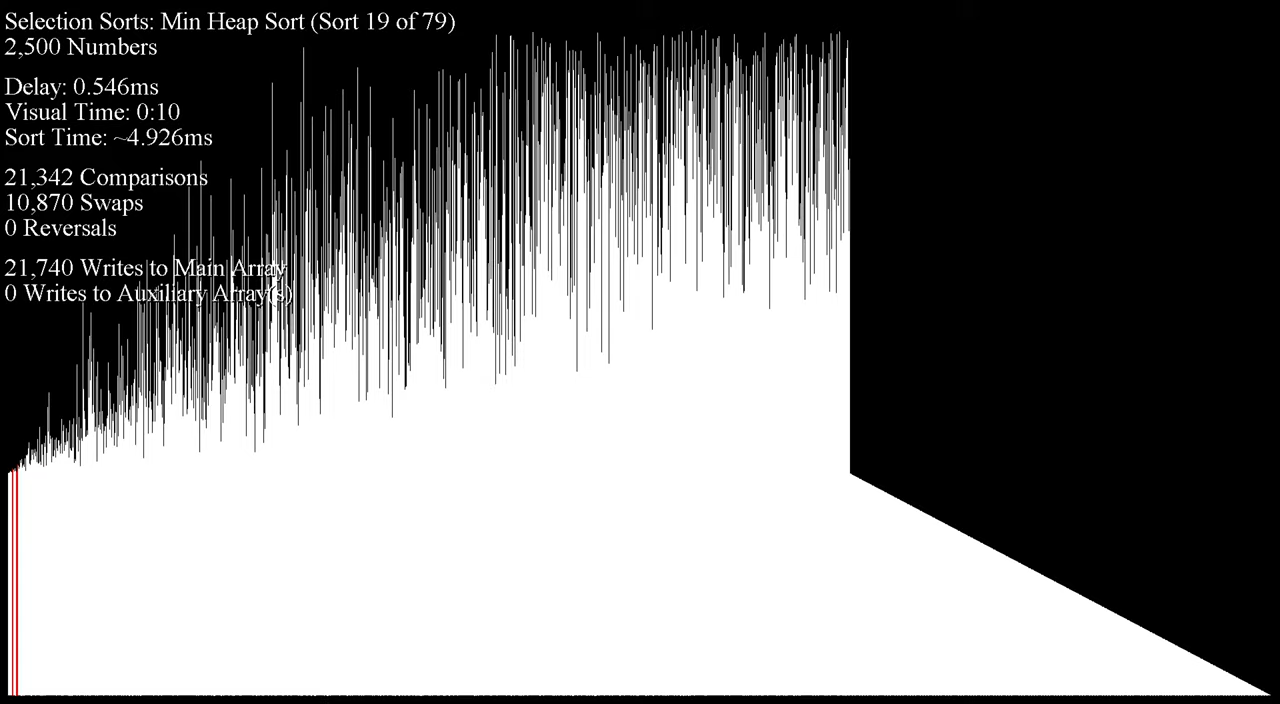 Selection Sorts: Min Heap Sort (Sort 19 of 79)
2,500 Numbers
Delay: 0.546ms
Visual Time: 0:10
Sort Time: ~4.926ms
21,342 Comparisons
10,870 Swaps
0 Reversals
21,740 Writes to Main Array
0 Writes to Auxiliary Array(s)